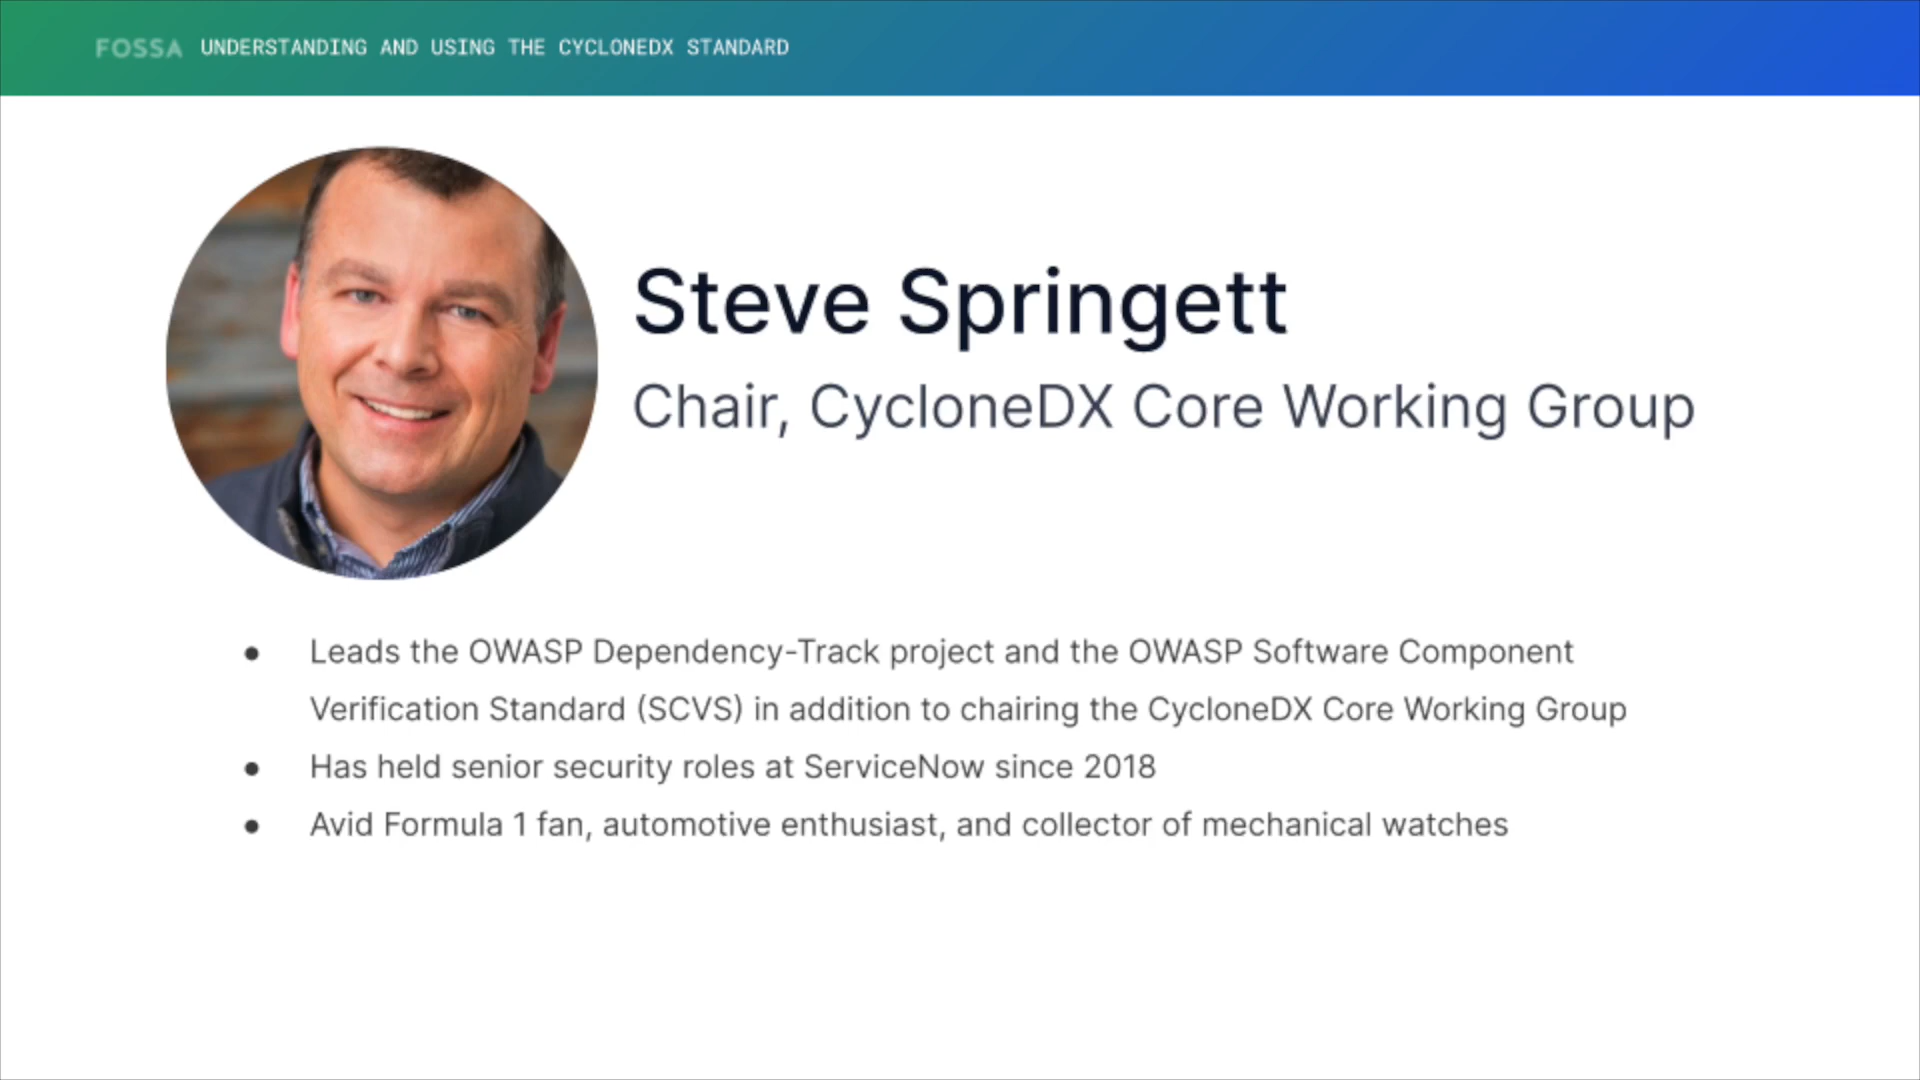 FOSSA UNDERSTANDING AND USING THE CYCLONEDX STANDARD
Steve Springett
Chair, CycloneDX Core Working Group
● Leads the OWASP Dependency-Track project and the OWASP Software Component
Verification Standard (SCVS) in addition to chairing the CycloneDX Core Working Group
● Has held senior security roles at ServiceNow since 2018
● Avid Formula 1 fan, automotive enthusiast, and collector of mechanical watches